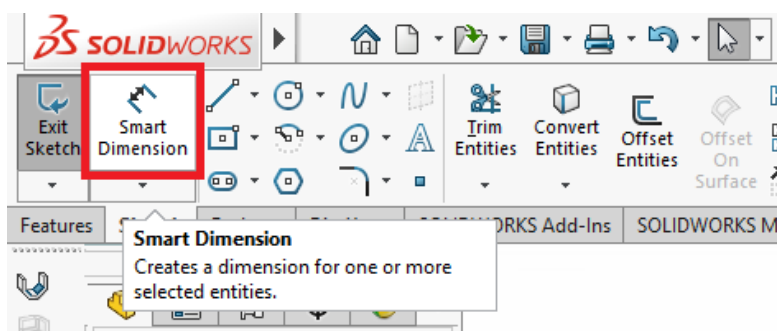 SOLIDWORKS
Exit
Sketch
Smart
Dimension
Trim
Entities
Convert
Entities
Offset
Entities
Offset
On
Surface
Features
SOLIDWORKS Add-Ins
SOLIDWORKS M
Smart Dimension
Creates a dimension for one or more
selected entities.